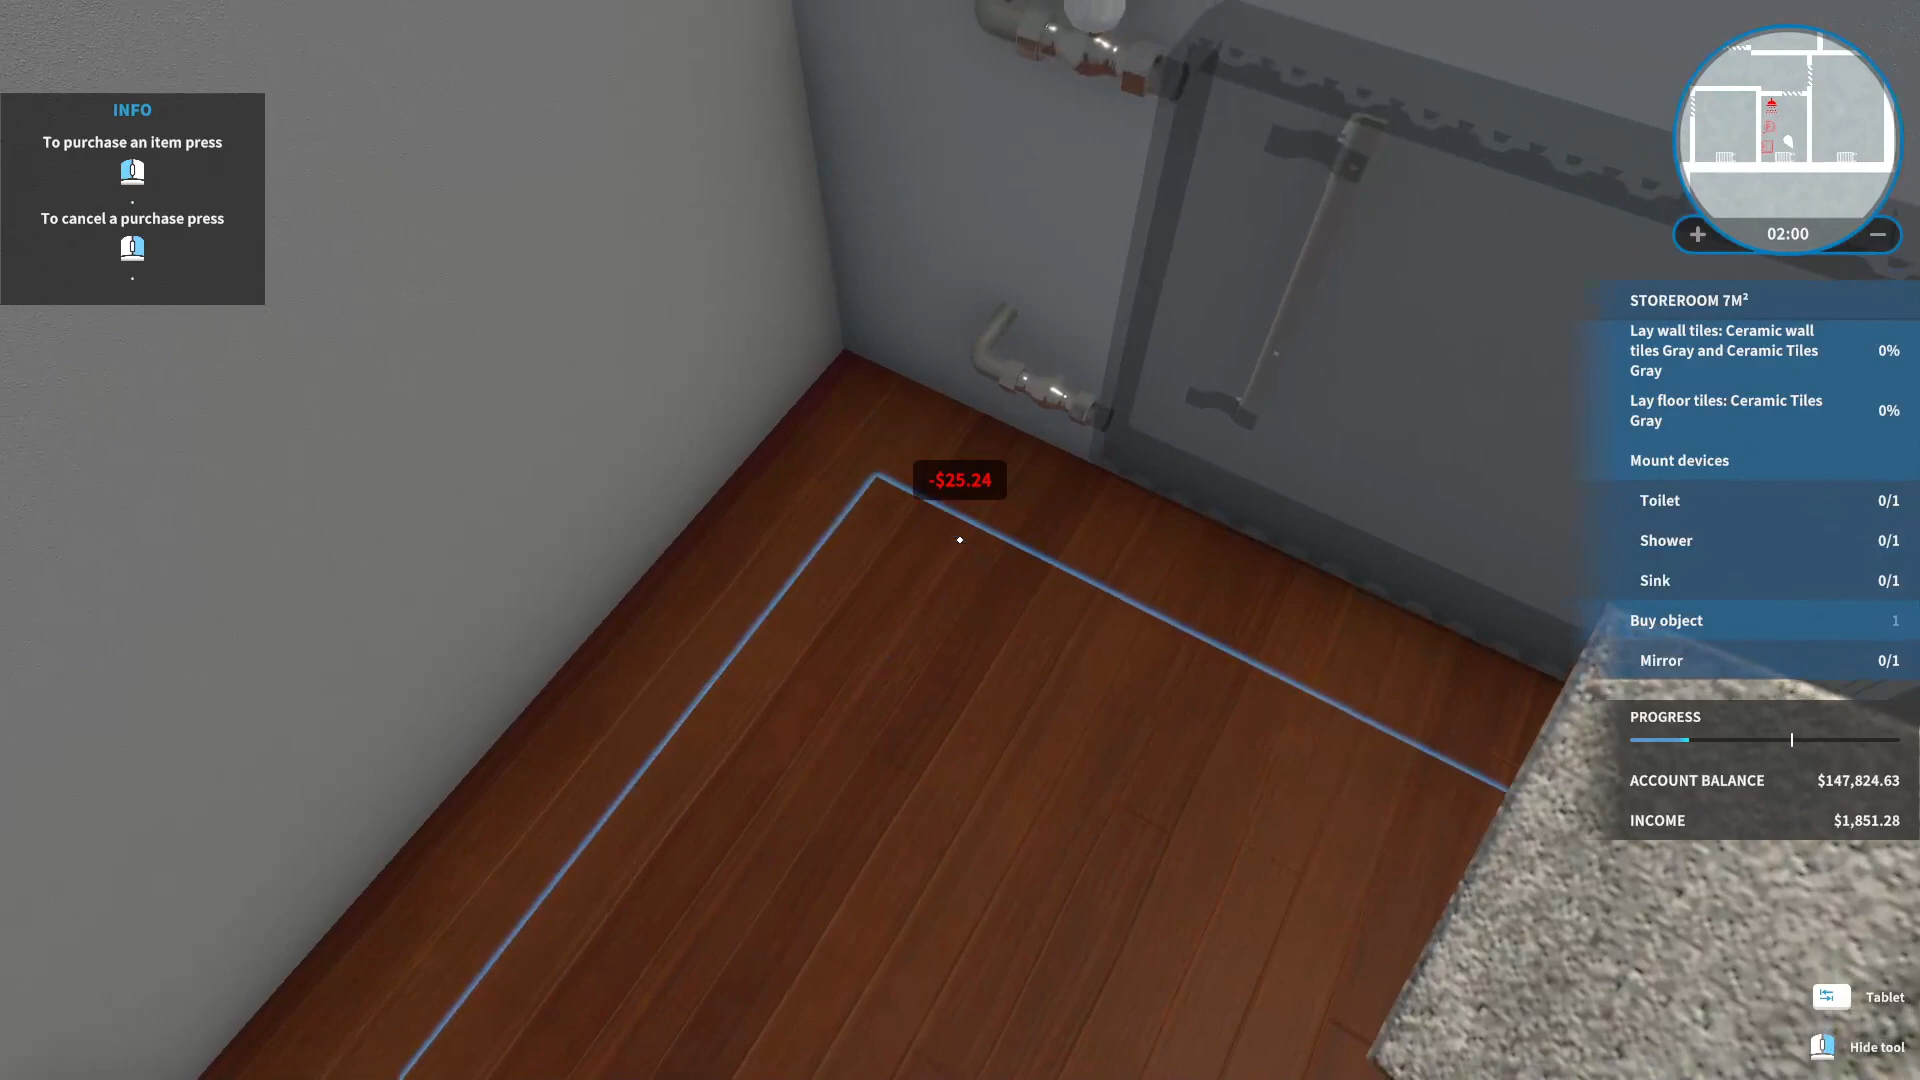 INFO
To purchase an item press
.
To cancel a purchase press
.
-$25.24
+
02:00
−
STOREROOM 7M²
Lay wall tiles: Ceramic wall
tiles Gray and Ceramic Tiles
Gray
0%
Lay floor tiles: Ceramic Tiles
Gray
0%
Mount devices
Toilet 0/1
Shower 0/1
Sink 0/1
Buy object 1
Mirror 0/1
PROGRESS
ACCOUNT BALANCE $147,824.63
INCOME $1,851.28
Tablet
Hide tool